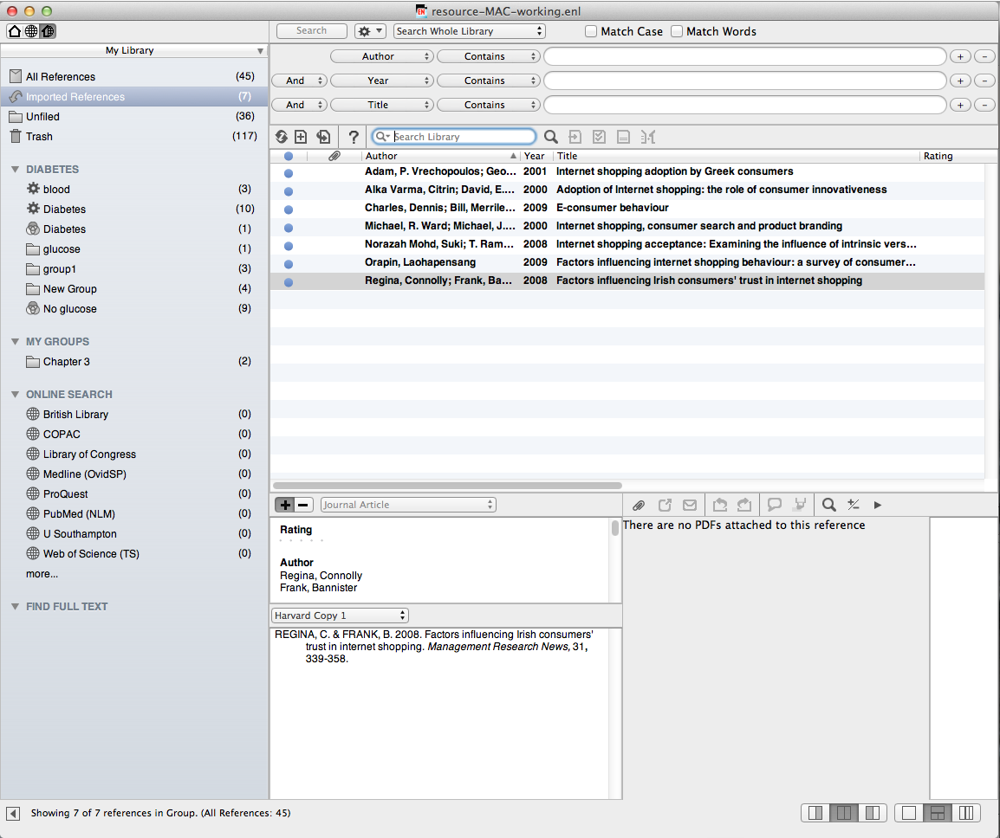 resource-MAC-working.enl
Search Search Whole Library Match Case Match Words
My Library
All References (45)
Imported References (7)
Unfiled (36)
Trash (117)
DIABETES
blood (3)
Diabetes (10)
Diabetes (1)
glucose (1)
group1 (3)
New Group (4)
No glucose (9)
MY GROUPS
Chapter 3 (2)
ONLINE SEARCH
British Library (0)
COPAC (0)
Library of Congress (0)
Medline (OvidSP) (0)
ProQuest (0)
PubMed (NLM) (0)
U Southampton (0)
Web of Science (TS) (0)
more...
FIND FULL TEXT
Author Contains + -
And Year Contains + -
And Title Contains + -
? Search Library
Author Year Title Rating
Adam, P. Vrechopoulos; Geo... 2001 Internet shopping adoption by Greek consumers
Alka Varma, Citrin; David, E.... 2000 Adoption of Internet shopping: the role of consumer innovativeness
Charles, Dennis; Bill, Merrile... 2009 E-consumer behaviour
Michael, R. Ward; Michael, J.... 2000 Internet shopping, consumer search and product branding
Norazah Mohd, Suki; T. Ram... 2008 Internet shopping acceptance: Examining the influence of intrinsic vers...
Orapin, Laohapensang 2009 Factors influencing internet shopping behaviour: a survey of consumer...
Regina, Connolly; Frank, Ba... 2008 Factors influencing Irish consumers' trust in internet shopping
Journal Article
Rating
Author
Regina, Connolly
Frank, Bannister
Harvard Copy 1
REGINA, C. & FRANK, B. 2008. Factors influencing Irish consumers'
trust in internet shopping. Management Research News, 31,
339-358.
There are no PDFs attached to this reference
Showing 7 of 7 references in Group. (All References: 45)